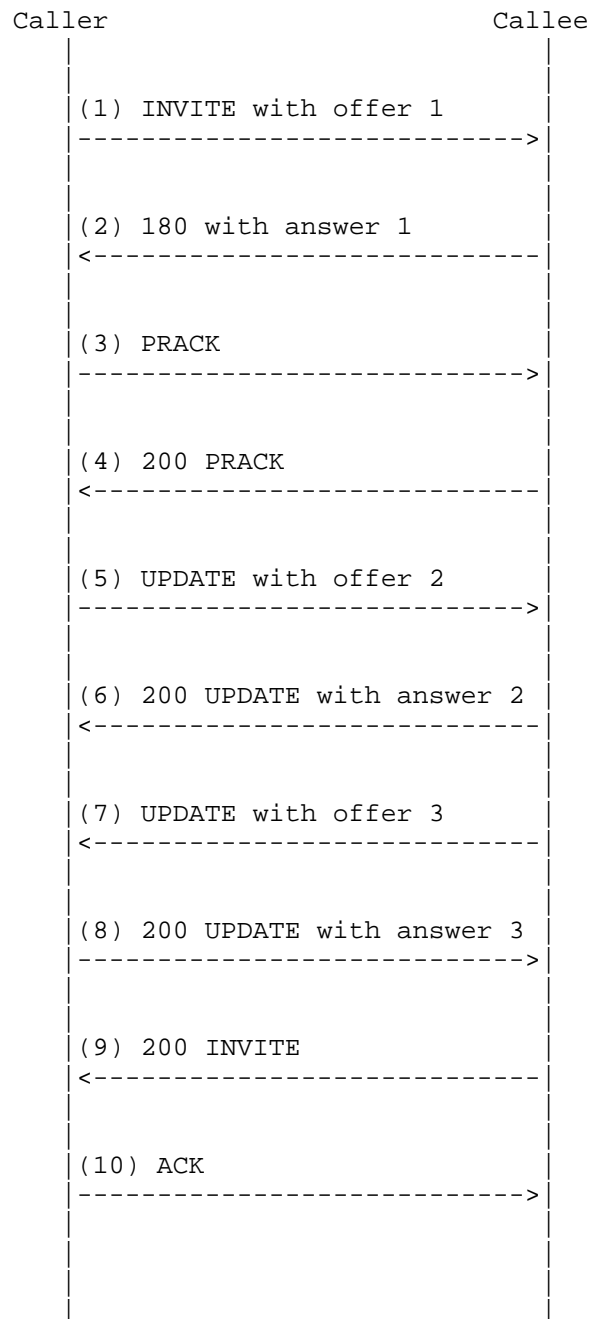 Caller Callee
(1) INVITE with offer 1
(2) 180 with answer 1
(3) PRACK
(4) 200 PRACK
(5) UPDATE with offer 2
(6) 200 UPDATE with answer 2
(7) UPDATE with offer 3
(8) 200 UPDATE with answer 3
(9) 200 INVITE
(10) ACK